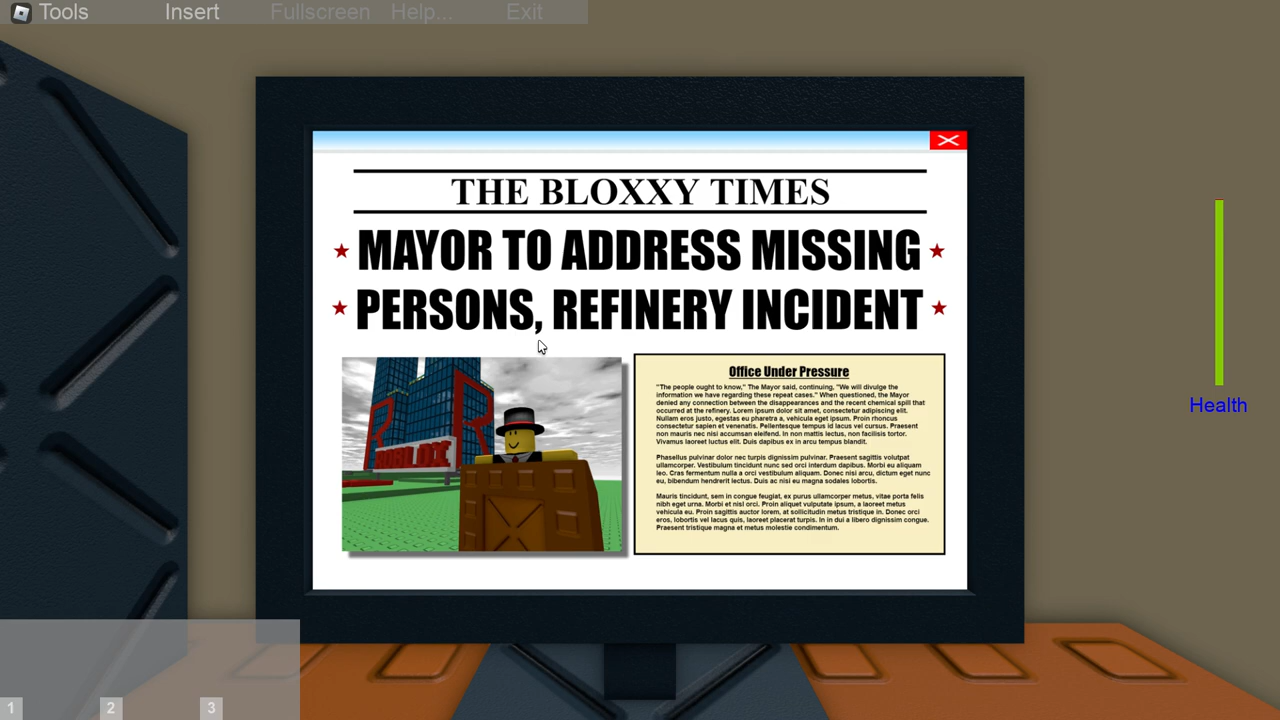 Tools Insert Fullscreen Help... Exit
THE BLOXXY TIMES
MAYOR TO ADDRESS MISSING
PERSONS, REFINERY INCIDENT
ROBLOX
Office Under Pressure
"The people ought to know," The Mayor said, continuing, "We will divulge the
information we have regarding these repeat cases." When questioned, the Mayor
denied any connection between the disappearances and the recent chemical spill that
occurred at the refinery. Lorem ipsum dolor sit amet, consectetur adipiscing elit.
Nullam eros justo, egestas eu pharetra a, vehicula eget ipsum. Proin rhoncus
consectetur sapien et venenatis. Pellentesque tempus id lacus vel cursus. Praesent
non mauris nec nisi accumsan eleifend. In non mattis lectus, non facilisis tortor.
Vivamus laoreet luctus elit. Duis dapibus ex in arcu tempus blandit.
Phasellus pulvinar dolor nec turpis dignissim pulvinar. Praesent sagittis volutpat
ullamcorper. Vestibulum tincidunt nunc sed orci interdum dapibus. Morbi eu aliquam
leo. Cras fermentum nulla a orci vestibulum aliquam. Donec nisi arcu, dictum eget nunc
eu, bibendum hendrerit lectus. Duis ac nisi eu magna sodales lobortis.
Mauris tincidunt, sem in congue feugiat, ex purus ullamcorper metus, vitae porta felis
nibh eget urna. Morbi et nisl orci. Proin aliquet vulputate ipsum, a laoreet metus
vehicula eu. Proin sagittis auctor lorem, at sollicitudin metus tristique in. Donec orci
eros, lobortis vel lacus quis, laoreet placerat turpis. In in dui a libero dignissim congue.
Praesent tristique magna et metus molestie condimentum.
Health
1 2 3